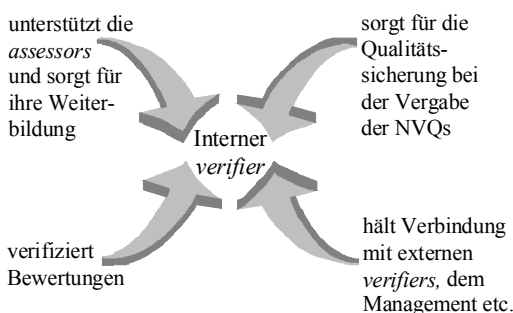 unterstützt die
assessors
und sorgt für
ihre Weiter-
bildung
sorgt für die
Qualitäts-
sicherung bei
der Vergabe
der NVQs
Interner
verifier
verifiziert
Bewertungen
hält Verbindung
mit externen
verifiers, dem
Management etc.